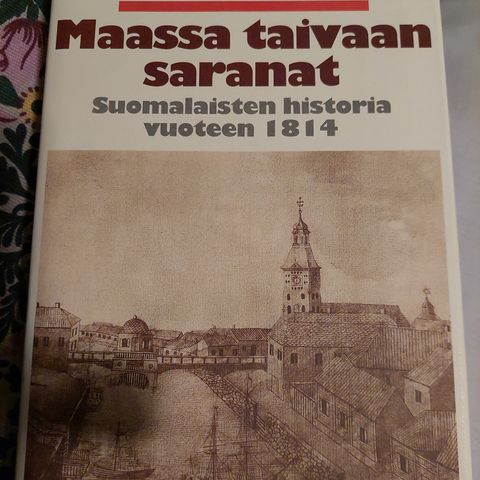 Maassa taivaan
saranat
Suomalaisten historia
vuoteen 1814